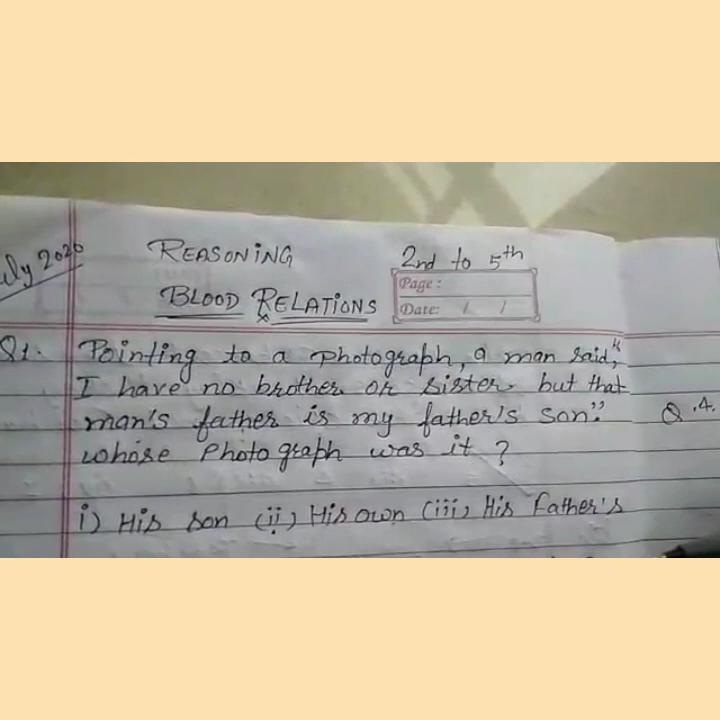 uly 2020
REASONING
2nd to 5th
Page :
BLOOD RELATIONS
Date: / /
Q1. Pointing to a photograph, a man said, "
I have no brother or sister but that
man's father is my father's son".
Q.4.
whose Photograph was it ?
i) His son (ii) His own (iii) His Father's